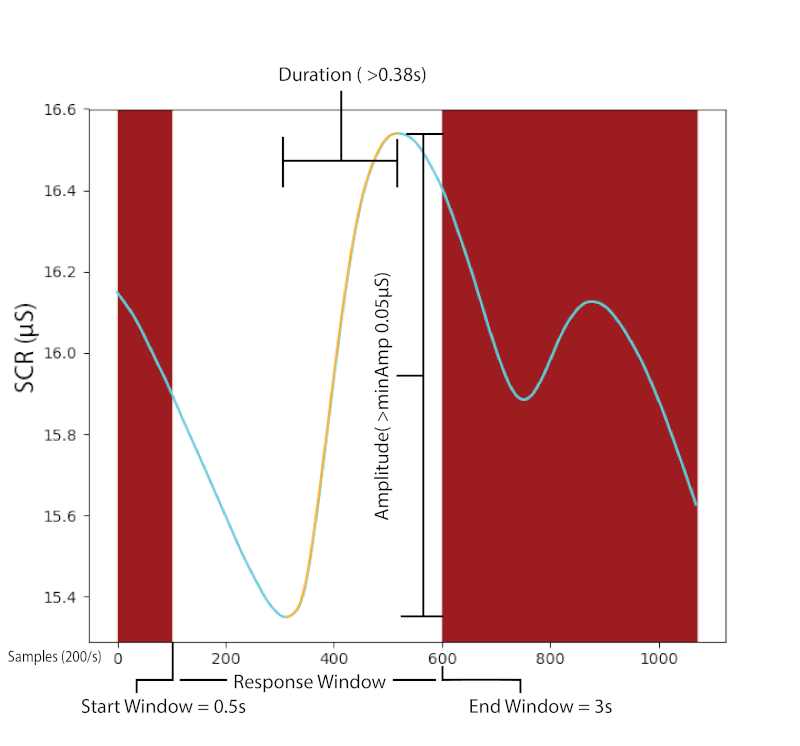 Duration ( >0.38s)
16.6
16.4
16.2
16.0
15.8
15.6
15.4
SCR (µS)
Amplitude( >minAmp 0.05µS)
Samples (200/s) 0 200 400 600 800 1000
Response Window
Start Window = 0.5s End Window = 3s